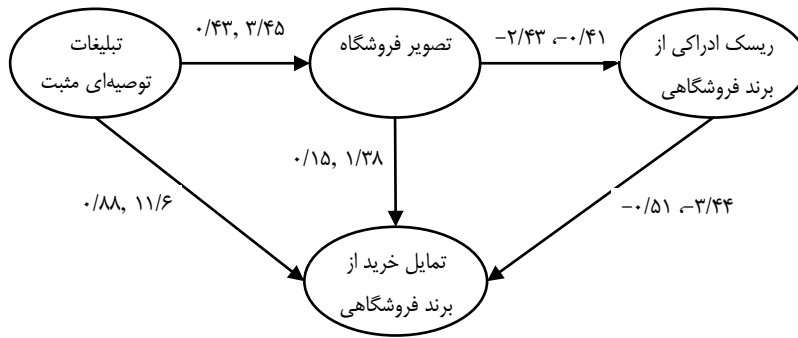 تبلیغات
توصیه‌ای مثبت
۰/۴۳, ۳/۴۵
تصویر فروشگاه
−۲/۴۳ ،−۰/۴۱
ریسک ادراکی از
برند فروشگاهی
۰/۸۸, ۱۱/۶
۰/۱۵, ۱/۳۸
−۰/۵۱ ،−۳/۴۴
تمایل خرید از
برند فروشگاهی